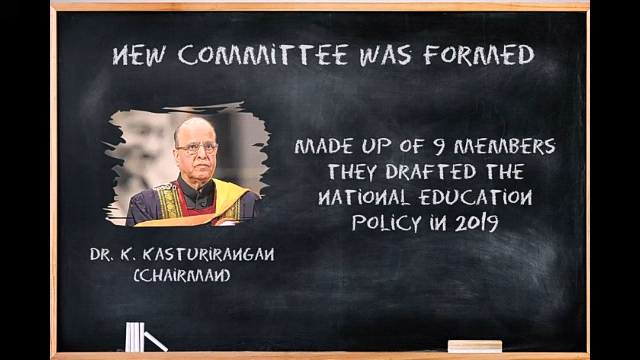 NEW COMMITTEE WAS FORMED
MADE UP OF 9 MEMBERS
THEY DRAFTED THE
NATIONAL EDUCATION
POLICY IN 2019
DR. K. KASTURIRANGAN
(CHAIRMAN)